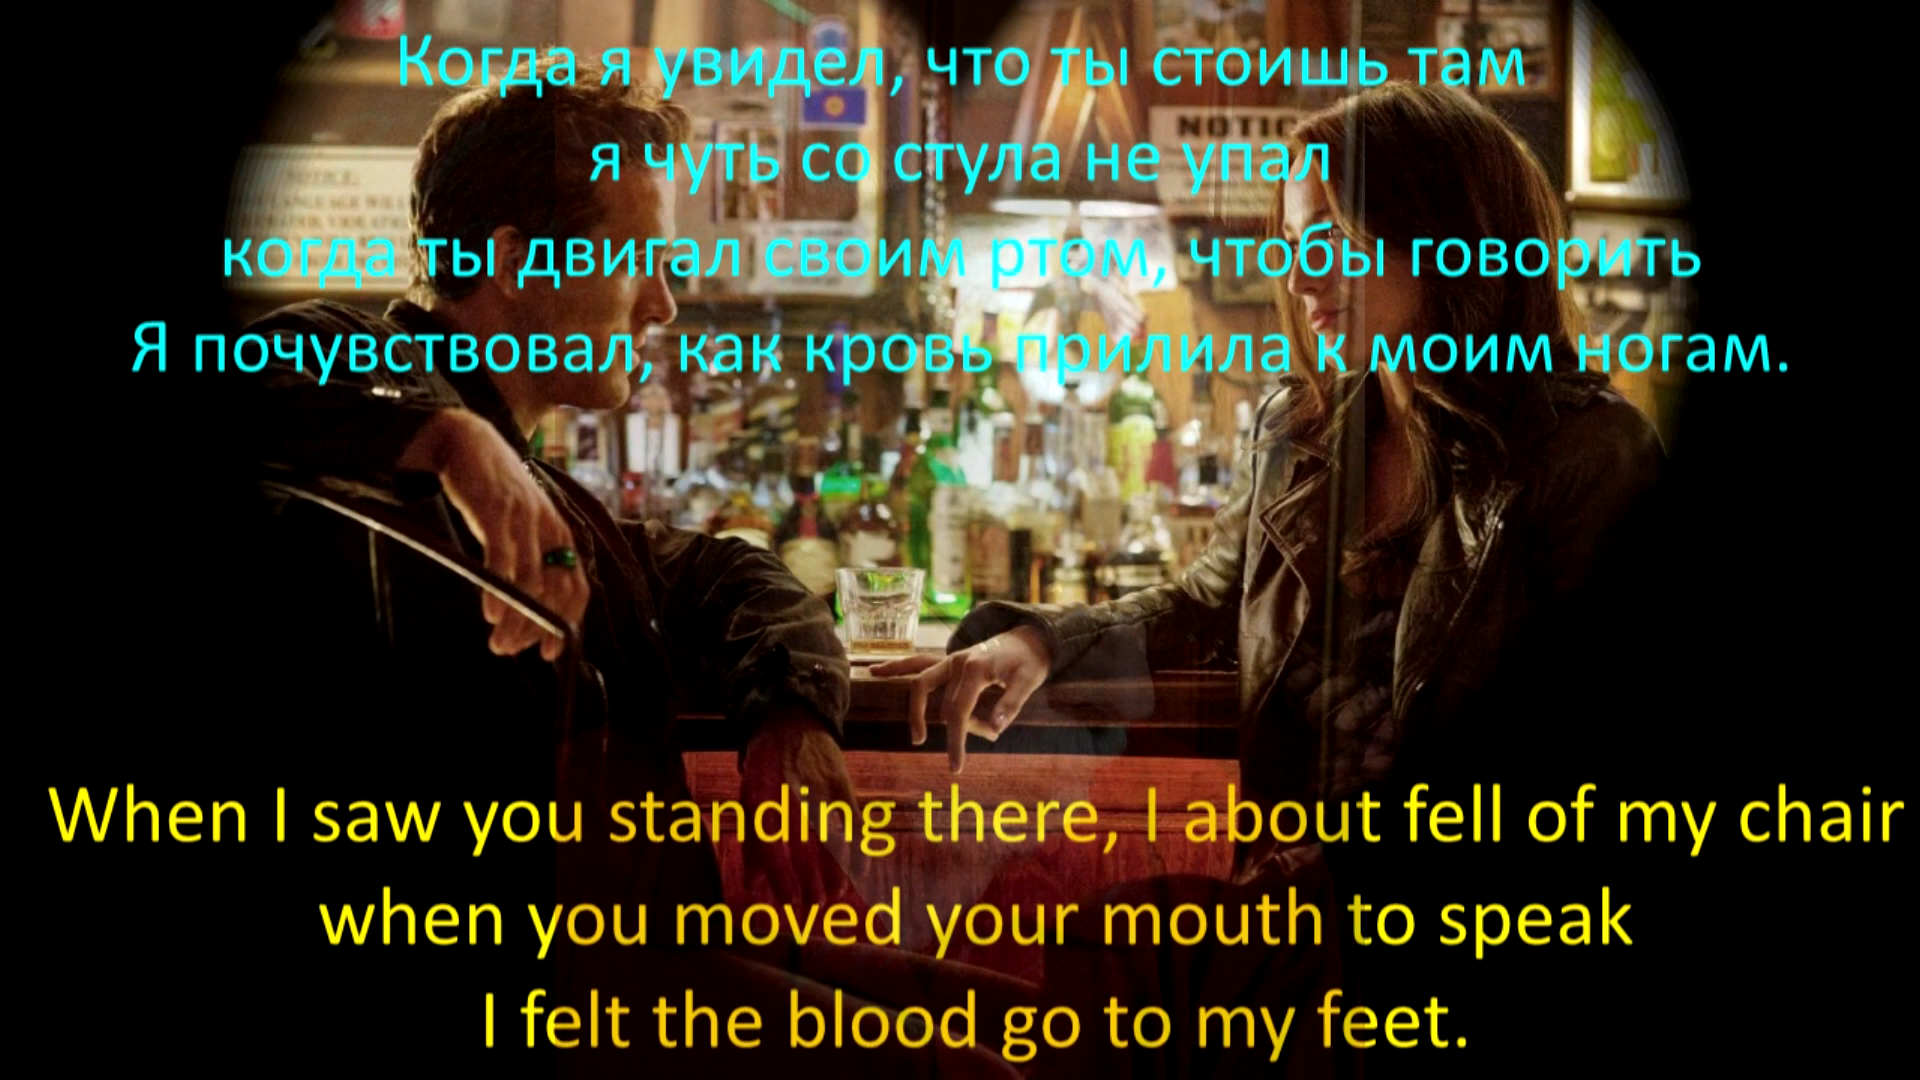 Когда я увидел, что ты стоишь там
я чуть со стула не упал
когда ты двигал своим ртом, чтобы говорить
Я почувствовал, как кровь прилила к моим ногам.
NOTIC
NOTICE:
When I saw you standing there, I about fell of my chair
when you moved your mouth to speak
I felt the blood go to my feet.